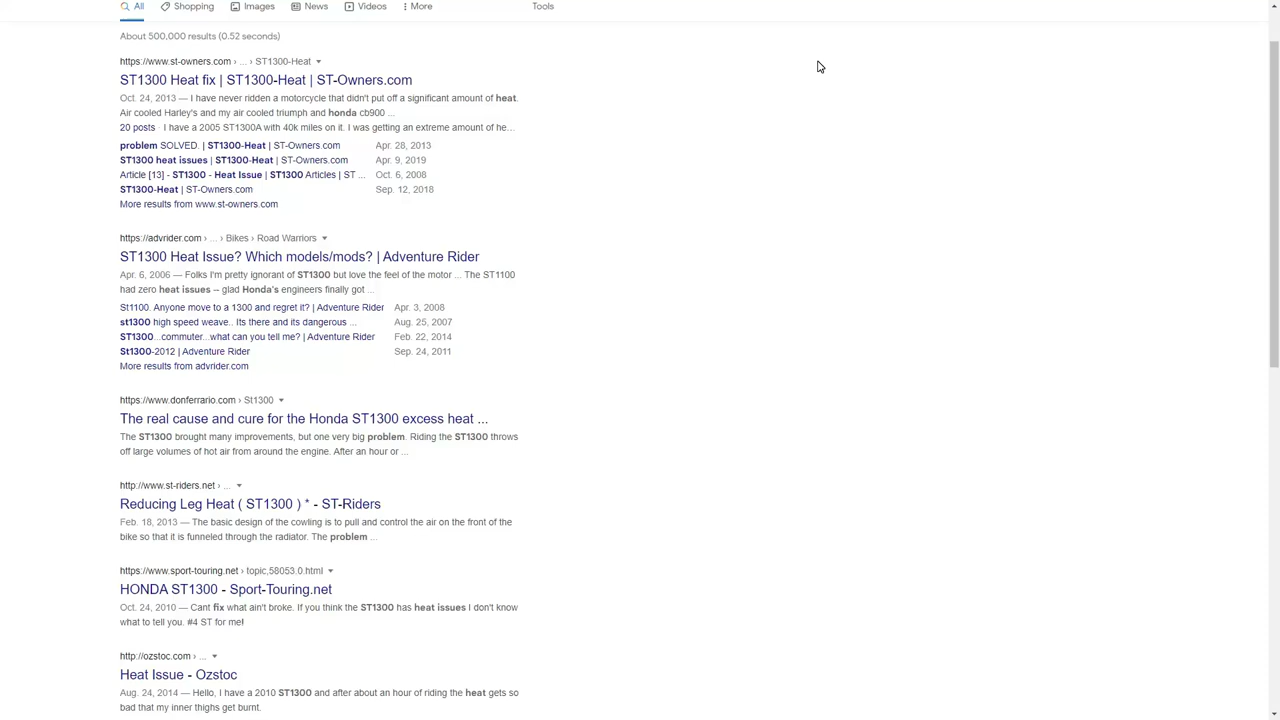 All Shopping Images News Videos More Tools
About 500,000 results (0.52 seconds)
https://www.st-owners.com › ... › ST1300-Heat
ST1300 Heat fix | ST1300-Heat | ST-Owners.com
Oct. 24, 2013 — I have never ridden a motorcycle that didn't put off a significant amount of heat.
Air cooled Harley's and my air cooled triumph and honda cb900 ...
20 posts · I have a 2005 ST1300A with 40k miles on it. I was getting an extreme amount of he...
problem SOLVED. | ST1300-Heat | ST-Owners.com Apr. 28, 2013
ST1300 heat issues | ST1300-Heat | ST-Owners.com Apr. 9, 2019
Article [13] - ST1300 - Heat Issue | ST1300 Articles | ST ... Oct. 6, 2008
ST1300-Heat | ST-Owners.com Sep. 12, 2018
More results from www.st-owners.com
https://advrider.com › ... › Bikes › Road Warriors
ST1300 Heat Issue? Which models/mods? | Adventure Rider
Apr. 6, 2006 — Folks I'm pretty ignorant of ST1300 but love the feel of the motor ... The ST1100
had zero heat issues -- glad Honda's engineers finally got ...
St1100. Anyone move to a 1300 and regret it? | Adventure Rider Apr. 3, 2008
st1300 high speed weave.. Its there and its dangerous ... Aug. 25, 2007
ST1300...commuter...what can you tell me? | Adventure Rider Feb. 22, 2014
St1300-2012 | Adventure Rider Sep. 24, 2011
More results from advrider.com
https://www.donferrario.com › St1300
The real cause and cure for the Honda ST1300 excess heat ...
The ST1300 brought many improvements, but one very big problem. Riding the ST1300 throws
off large volumes of hot air from around the engine. After an hour or ...
http://www.st-riders.net › ...
Reducing Leg Heat ( ST1300 ) * - ST-Riders
Feb. 18, 2013 — The basic design of the cowling is to pull and control the air on the front of the
bike so that it is funneled through the radiator. The problem ...
https://www.sport-touring.net › topic,58053.0.html
HONDA ST1300 - Sport-Touring.net
Oct. 24, 2010 — Cant fix what ain't broke. If you think the ST1300 has heat issues I don't know
what to tell you. #4 ST for me!
http://ozstoc.com › ...
Heat Issue - Ozstoc
Aug. 24, 2014 — Hello, I have a 2010 ST1300 and after about an hour of riding the heat gets so
bad that my inner thighs get burnt.